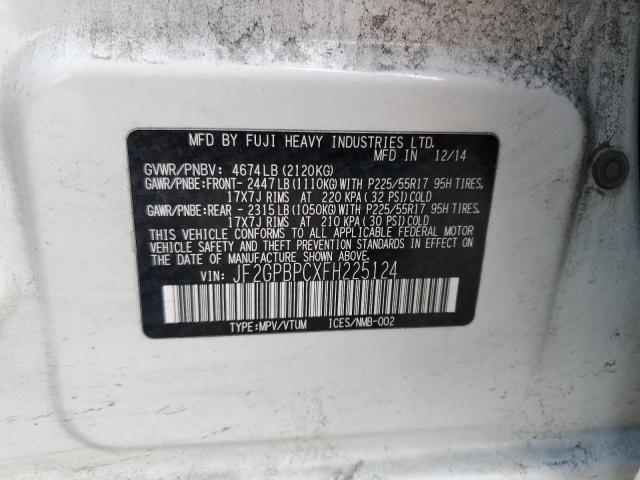 MFD BY FUJI HEAVY INDUSTRIES LTD.
MFD IN 12/14
GVWR/PNBV: 4674LB(2120KG)
GAWR/PNBE:FRONT- 2447LB(1110KG)WITH P225/55R17 95H TIRES,
17X7J RIMS AT 220 KPA(32 PSI)COLD
GAWR/PNBE:REAR - 2315LB(1050KG)WITH P225/55R17 95H TIRES,
17X7J RIMS AT 210 KPA(30 PSI)COLD
THIS VEHICLE CONFORMS TO ALL APPLICABLE FEDERAL MOTOR
VEHICLE SAFETY AND THEFT PREVENTION STANDARDS IN EFFECT ON
THE DATE OF MANUFACTURE SHOWN ABOVE
VIN: JF2GPBPCXFH225124
TYPE:MPV/VTUM ICES/NMB-002